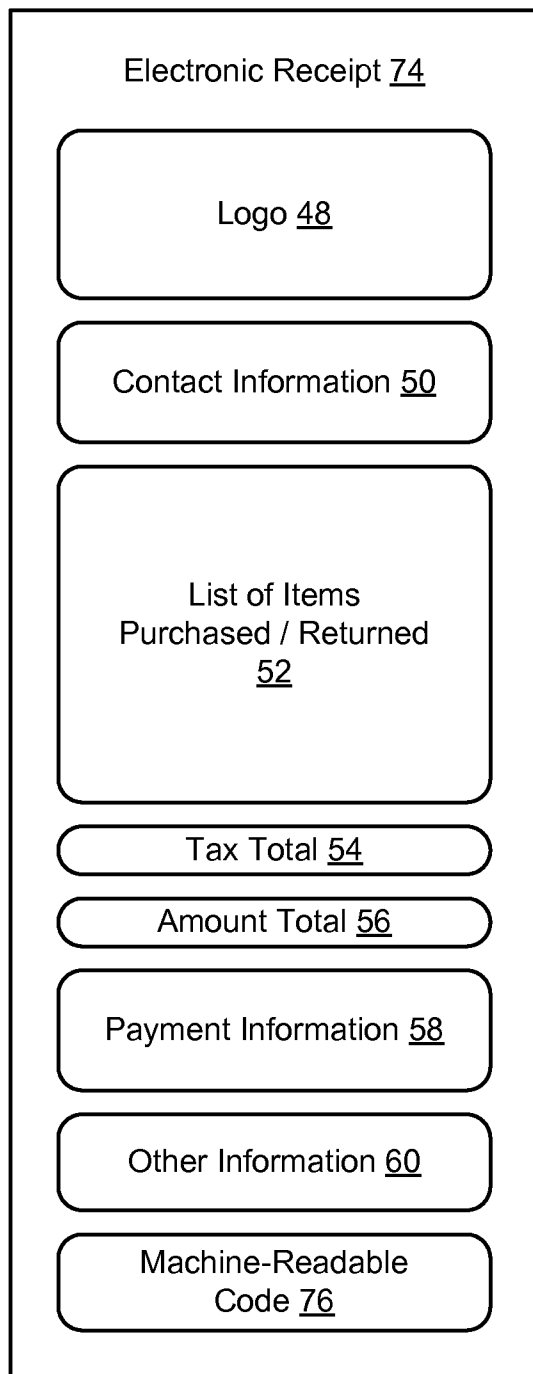 Electronic Receipt 74
Logo 48
Contact Information 50
List of Items
Purchased / Returned
52
Tax Total 54
Amount Total 56
Payment Information 58
Other Information 60
Machine-Readable
Code 76